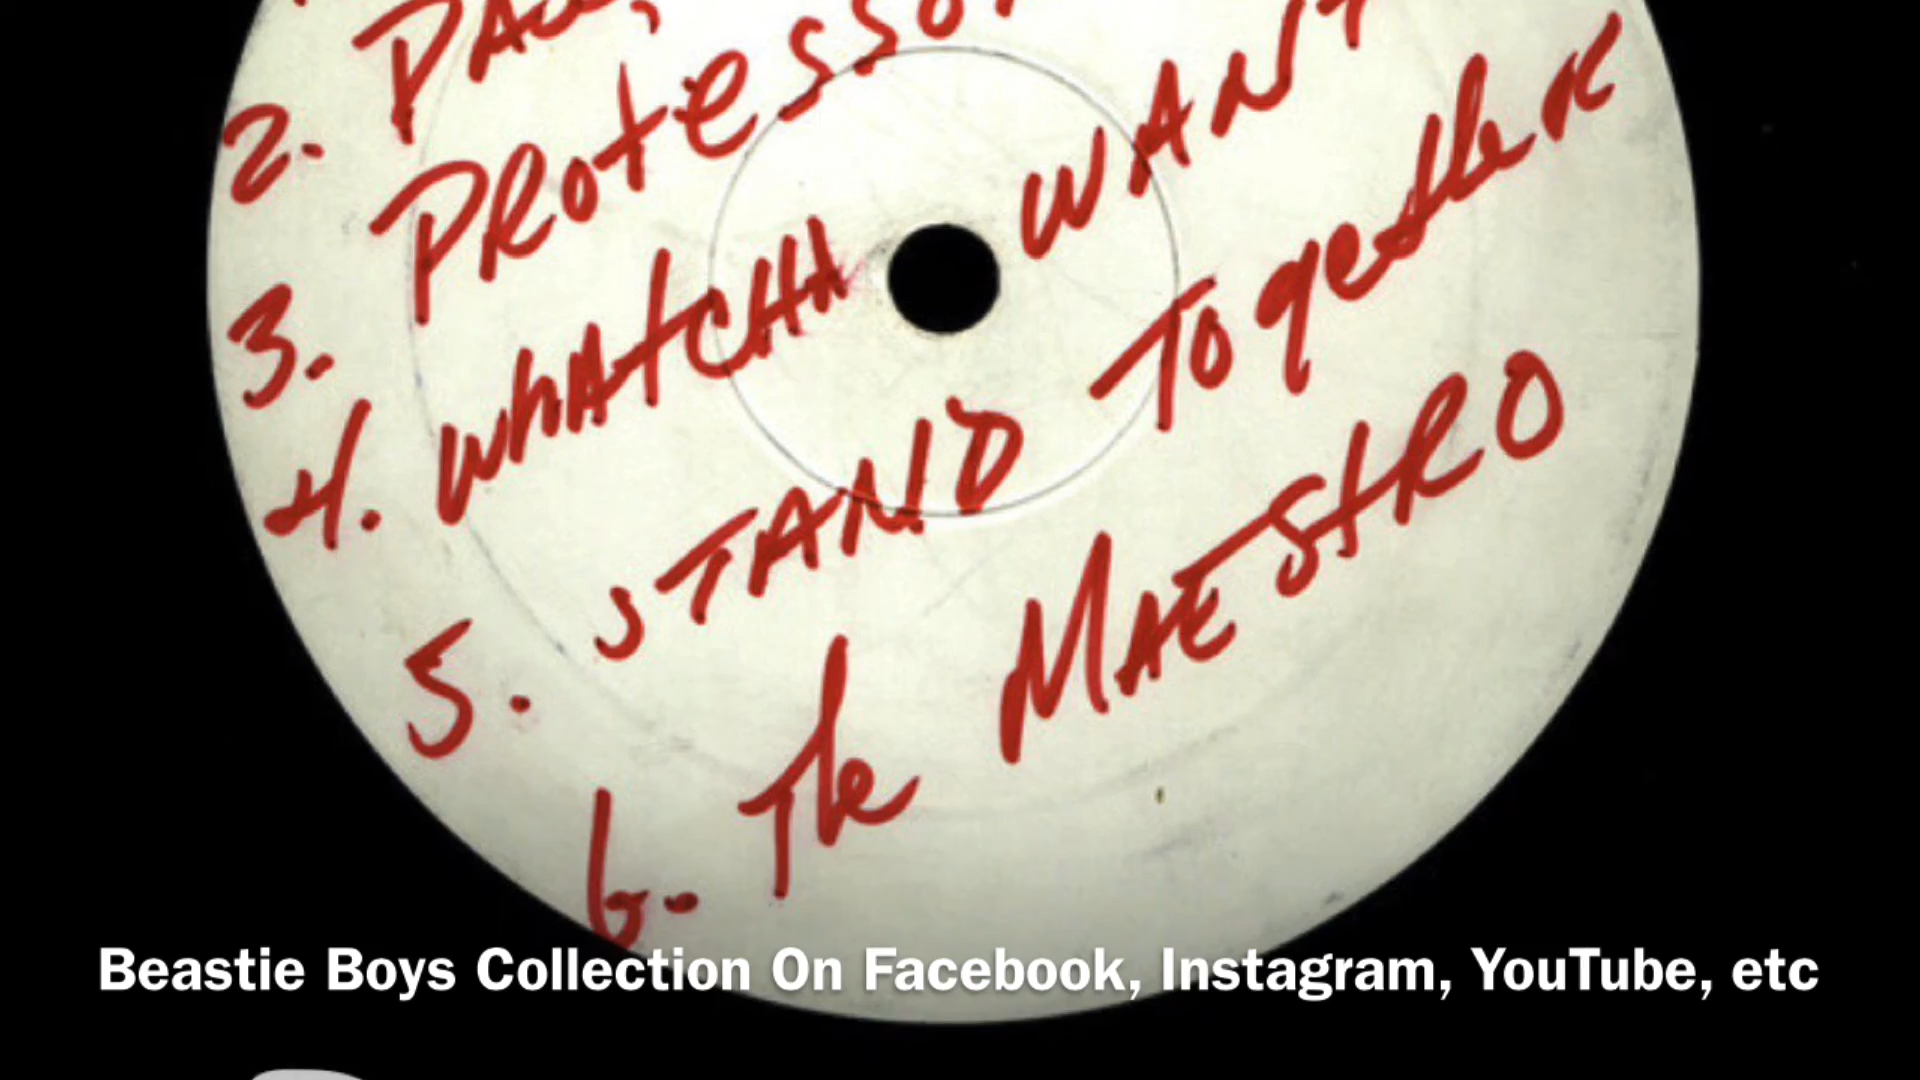 2.
PROfESSO
3.
4. WhATCHA WANT
5. STAND TOgetheR
6. The MAESTRO
Beastie Boys Collection On Facebook, Instagram, YouTube, etc